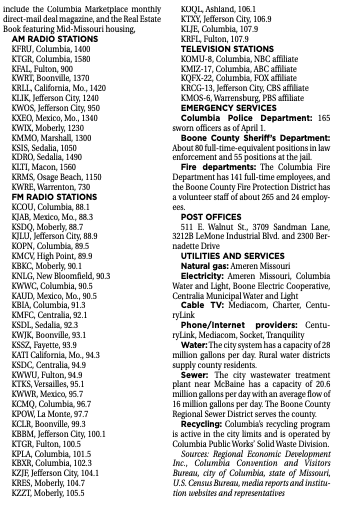 include the Columbia Marketplace monthly
direct-mail deal magazine, and the Real Estate
Book featuring Mid-Missouri housing,
AM RADIO STATIONS
KFRU, Columbia, 1400
KTGR, Columbia, 1580
KFAL, Fulton, 900
KWRT, Boonville, 1370
KRLL, California, Mo., 1420
KLIK, Jefferson City, 1240
KWOS, Jefferson City, 950
KXEO, Mexico, Mo., 1340
KWIX, Moberly, 1230
KMMO, Marshall, 1300
KSIS, Sedalia, 1050
KDRO, Sedalia, 1490
KLTI, Macon, 1560
KRMS, Osage Beach, 1150
KWRE, Warrenton, 730
FM RADIO STATIONS
KCOU, Columbia, 88.1
KJAB, Mexico, Mo., 88.3
KSDQ, Moberly, 88.7
KJLU, Jefferson City, 88.9
KOPN, Columbia, 89.5
KMCV, High Point, 89.9
KBKC, Moberly, 90.1
KNLG, New Bloomfield, 90.3
KWWC, Columbia, 90.5
KAUD, Mexico, Mo., 90.5
KBIA, Columbia, 91.3
KMFC, Centralia, 92.1
KSDL, Sedalia, 92.3
KWJK, Boonville, 93.1
KSSZ, Fayette, 93.9
KATI California, Mo., 94.3
KSDC, Centralia, 94.9
KWWU, Fulton, 94.9
KTKS, Versailles, 95.1
KWWR, Mexico, 95.7
KCMQ, Columbia, 96.7
KPOW, La Monte, 97.7
KCLR, Boonville, 99.3
KBBM, Jefferson City, 100.1
KTGR, Fulton, 100.5
KPLA, Columbia, 101.5
KBXR, Columbia, 102.3
KZJF, Jefferson City, 104.1
KRES, Moberly, 104.7
KZZT, Moberly, 105.5
KOQL, Ashland, 106.1
KTXY, Jefferson City, 106.9
KLJE, Columbia, 107.9
KRFL, Fulton, 107.9
TELEVISION STATIONS
KOMU-8, Columbia, NBC affiliate
KMIZ-17, Columbia, ABC affiliate
KQFX-22, Columbia, FOX affiliate
KRCG-13, Jefferson City, CBS affiliate
KMOS-6, Warrensburg, PBS affiliate
EMERGENCY SERVICES
Columbia Police Department: 165
sworn officers as of April 1.
Boone County Sheriff's Department:
About 80 full-time-equivalent positions in law
enforcement and 55 positions at the jail.
Fire departments: The Columbia Fire
Department has 141 full-time employees, and
the Boone County Fire Protection District has
a volunteer staff of about 265 and 24 employ-
ees.
POST OFFICES
511 E. Walnut St., 3709 Sandman Lane,
3212B LeMone Industrial Blvd. and 2300 Ber-
nadette Drive
UTILITIES AND SERVICES
Natural gas: Ameren Missouri
Electricity: Ameren Missouri, Columbia
Water and Light, Boone Electric Cooperative,
Centralia Municipal Water and Light
Cable TV: Mediacom, Charter, Centu-
ryLink
Phone/Internet providers: Centu-
ryLink, Mediacom, Socket, Tranquility
Water: The city system has a capacity of 28
million gallons per day. Rural water districts
supply county residents.
Sewer: The city wastewater treatment
plant near McBaine has a capacity of 20.6
million gallons per day with an average flow of
16 million gallons per day. The Boone County
Regional Sewer District serves the county.
Recycling: Columbia's recycling program
is active in the city limits and is operated by
Columbia Public Works' Solid Waste Division.
Sources: Regional Economic Development
Inc., Columbia Convention and Visitors
Bureau, city of Columbia, state of Missouri,
U.S. Census Bureau, media reports and institu-
tion websites and representatives